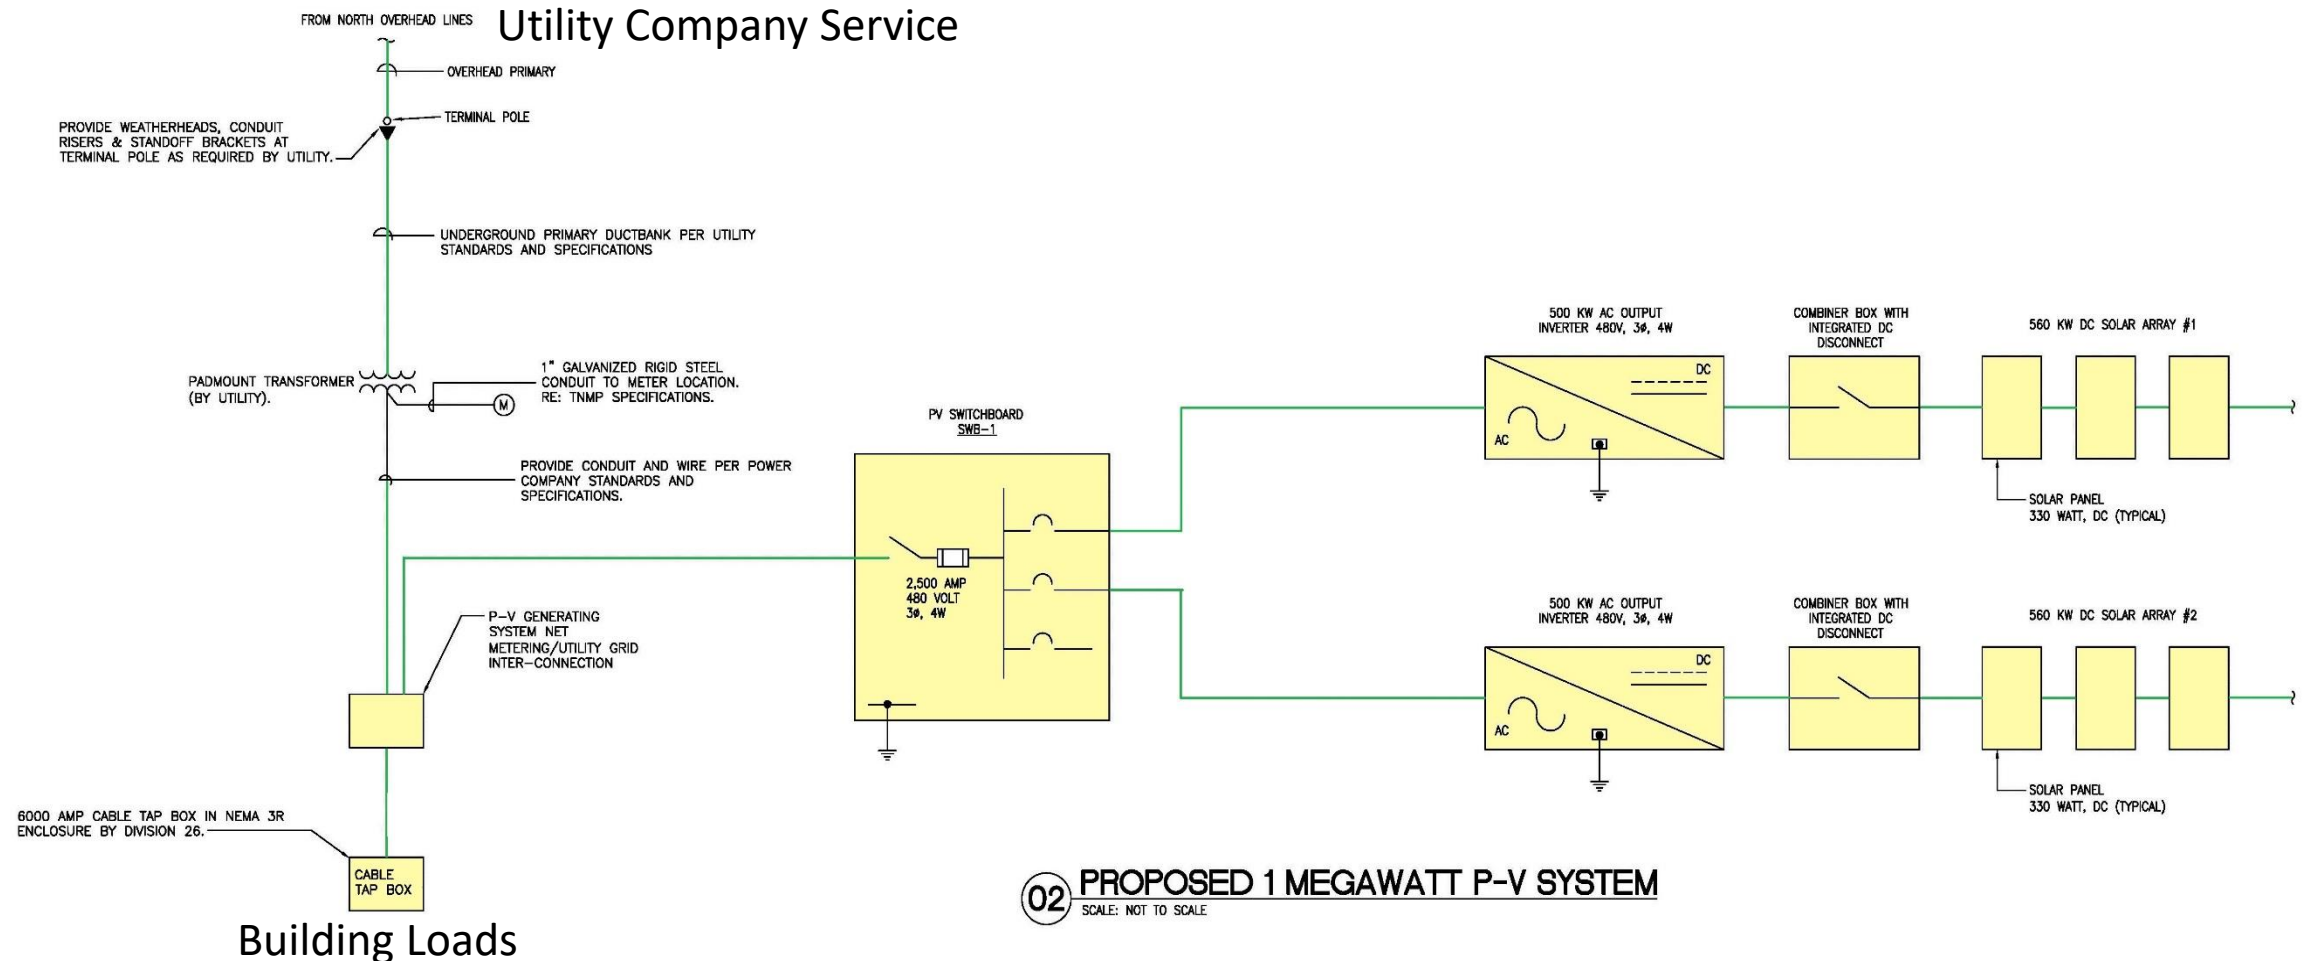 FROM NORTH OVERHEAD LINES
Utility Company Service
OVERHEAD PRIMARY
TERMINAL POLE
PROVIDE WEATHERHEADS, CONDUIT
RISERS & STANDOFF BRACKETS AT
TERMINAL POLE AS REQUIRED BY UTILITY.
UNDERGROUND PRIMARY DUCTBANK PER UTILITY
STANDARDS AND SPECIFICATIONS
PADMOUNT TRANSFORMER
(BY UTILITY).
1" GALVANIZED RIGID STEEL
CONDUIT TO METER LOCATION.
RE: TNMP SPECIFICATIONS.
M
PROVIDE CONDUIT AND WIRE PER POWER
COMPANY STANDARDS AND
SPECIFICATIONS.
P-V GENERATING
SYSTEM NET
METERING/UTILITY GRID
INTER-CONNECTION
6000 AMP CABLE TAP BOX IN NEMA 3R
ENCLOSURE BY DIVISION 26.
CABLE
TAP BOX
Building Loads
PV SWITCHBOARD
SWB-1
2,500 AMP
480 VOLT
3ø, 4W
500 KW AC OUTPUT
INVERTER 480V, 3ø, 4W
DC
AC
COMBINER BOX WITH
INTEGRATED DC
DISCONNECT
560 KW DC SOLAR ARRAY #1
SOLAR PANEL
330 WATT, DC (TYPICAL)
500 KW AC OUTPUT
INVERTER 480V, 3ø, 4W
DC
AC
COMBINER BOX WITH
INTEGRATED DC
DISCONNECT
560 KW DC SOLAR ARRAY #2
SOLAR PANEL
330 WATT, DC (TYPICAL)
02
PROPOSED 1 MEGAWATT P-V SYSTEM
SCALE: NOT TO SCALE